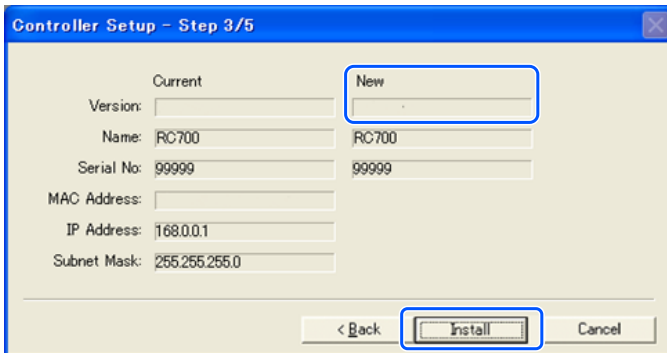 Controller Setup - Step 3/5
Current New
Version:
Name: RC700 RC700
Serial No: 99999 99999
MAC Address:
IP Address: 168.0.0.1
Subnet Mask: 255.255.255.0
< Back Install Cancel